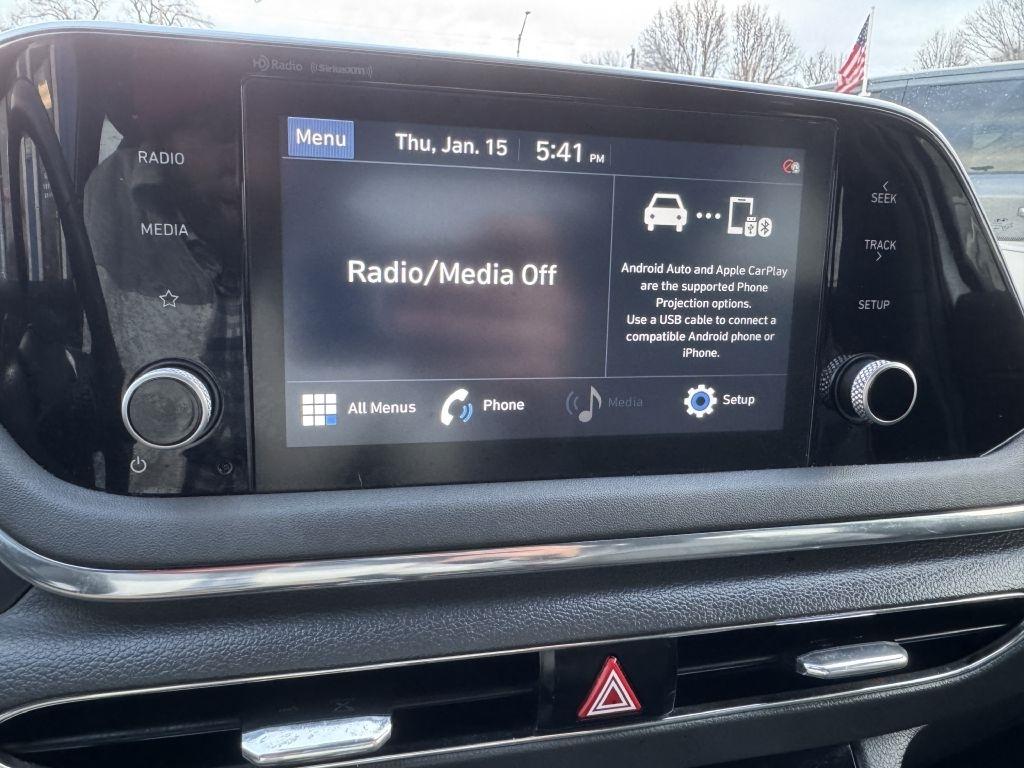 HD Radio ((SiriusXM))
Menu
Thu, Jan. 15
5:41 PM
RADIO
MEDIA
Radio/Media Off
Android Auto and Apple CarPlay
are the supported Phone
Projection options.
Use a USB cable to connect a
compatible Android phone or
iPhone.
SEEK
TRACK
SETUP
All Menus
Phone
Media
Setup